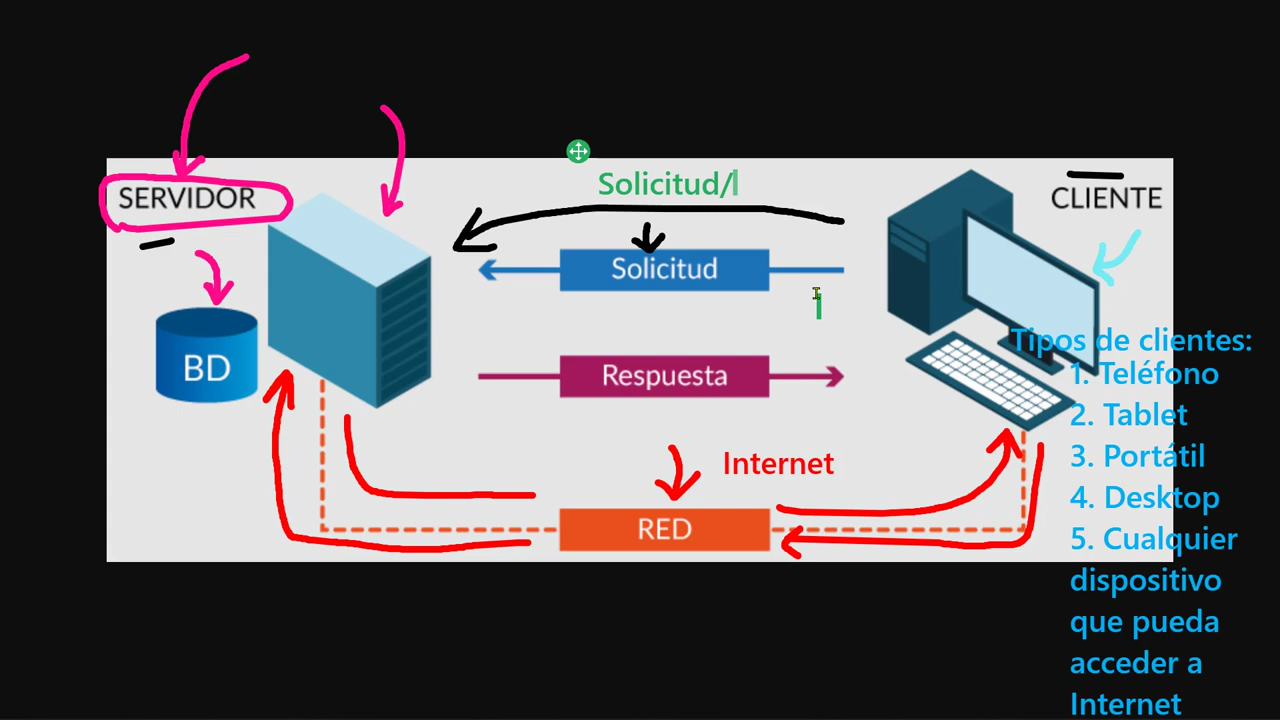 Solicitud/
SERVIDOR
CLIENTE
Solicitud
Tipos de clientes:
BD
Respuesta
1. Teléfono
2. Tablet
3. Portátil
4. Desktop
5. Cualquier
dispositivo
que pueda
acceder a
Internet
Internet
RED